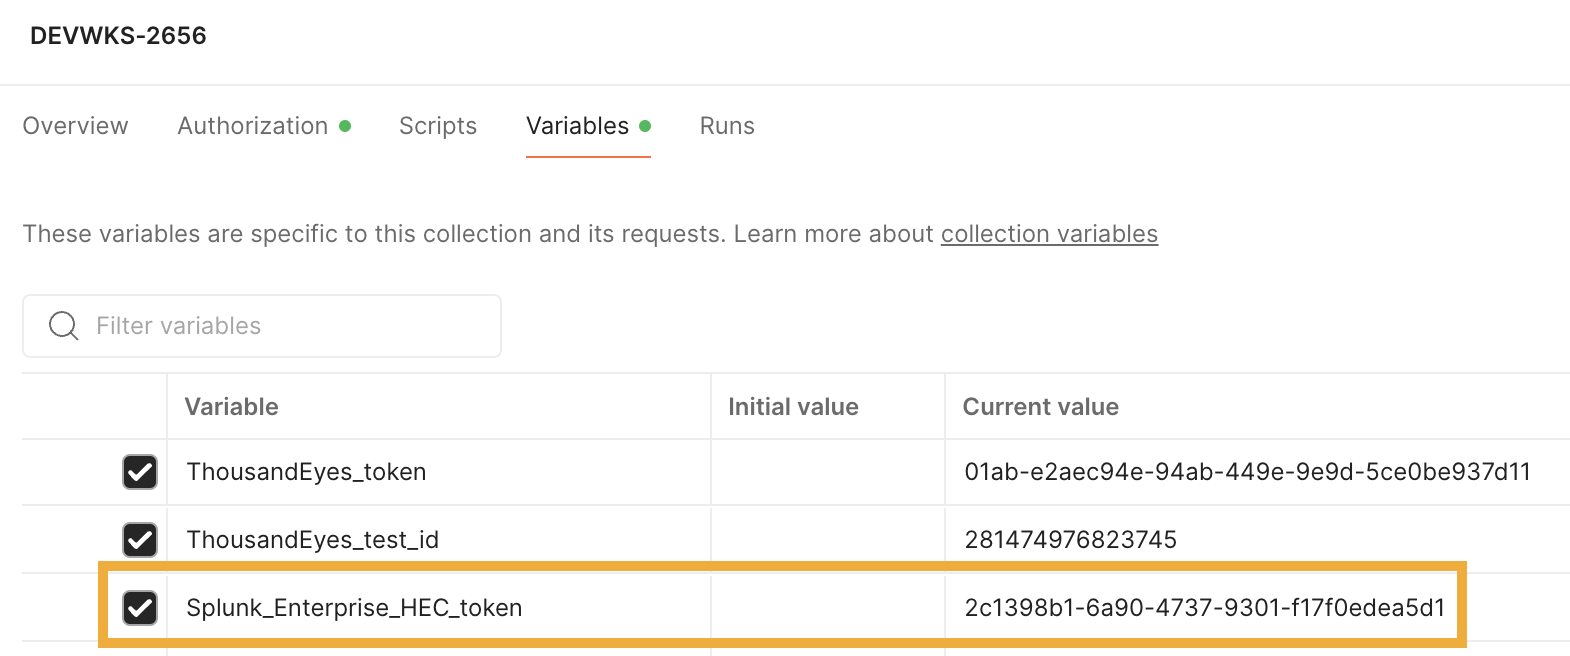 DEVWKS-2656
Overview Authorization Scripts Variables Runs
These variables are specific to this collection and its requests. Learn more about collection variables
Filter variables
Variable Initial value Current value
ThousandEyes_token 01ab-e2aec94e-94ab-449e-9e9d-5ce0be937d11
ThousandEyes_test_id 281474976823745
Splunk_Enterprise_HEC_token 2c1398b1-6a90-4737-9301-f17f0edea5d1